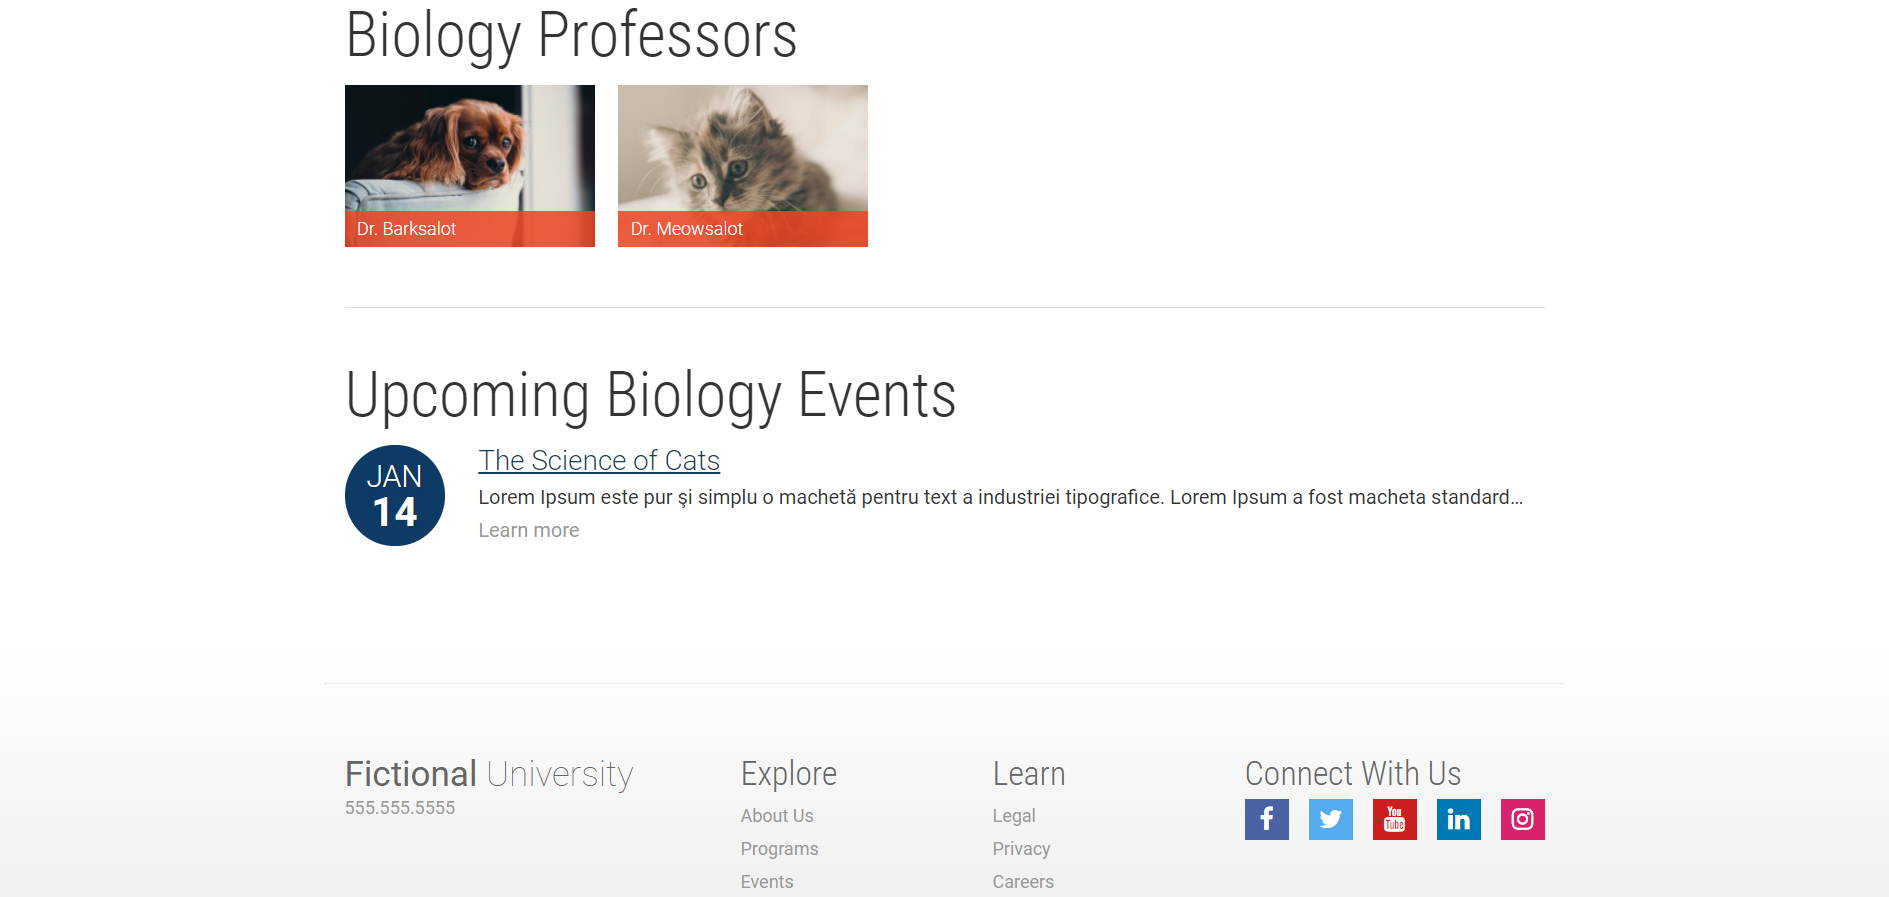 Biology Professors
Dr. Barksalot
Dr. Meowsalot
Upcoming Biology Events
JAN
14
The Science of Cats
Lorem Ipsum este pur şi simplu o machetă pentru text a industriei tipografice. Lorem Ipsum a fost macheta standard…
Learn more
Fictional University
555.555.5555
Explore
About Us
Programs
Events
Learn
Legal
Privacy
Careers
Connect With Us
f
You
Tube
in